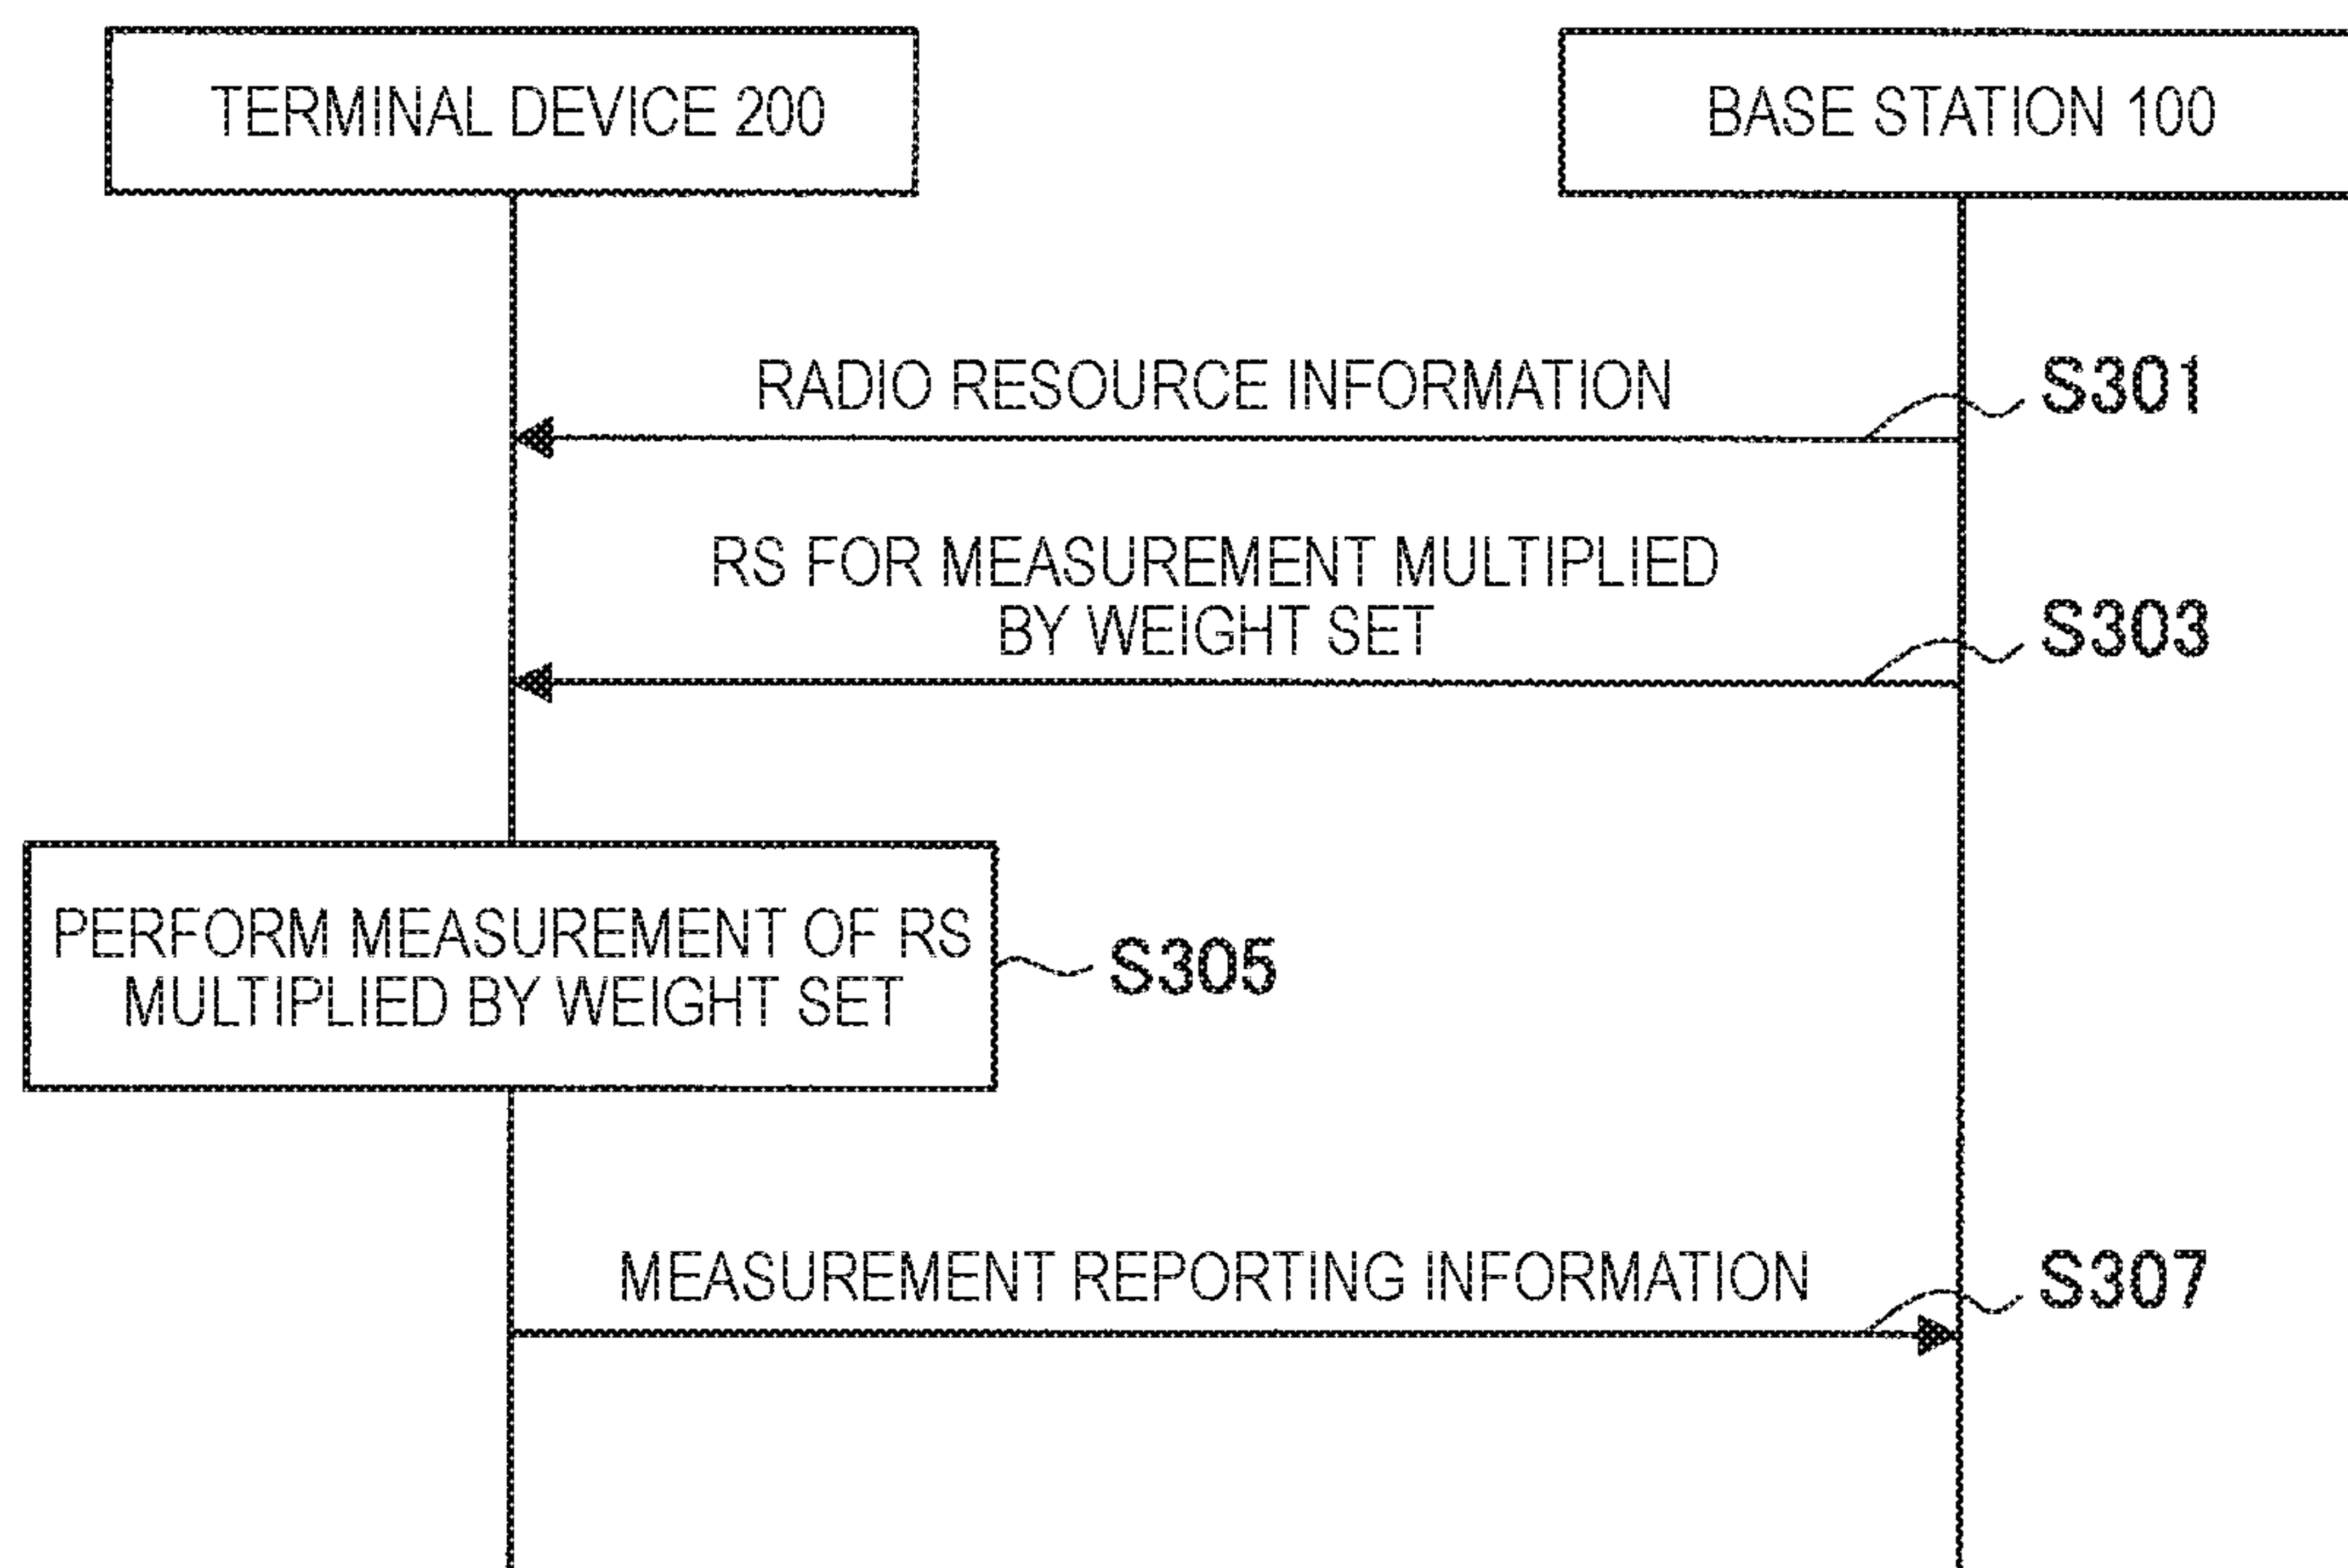 TERMINAL DEVICE 200
BASE STATION 100
RADIO RESOURCE INFORMATION
S301
RS FOR MEASUREMENT MULTIPLIED
BY WEIGHT SET
S303
PERFORM MEASUREMENT OF RS
MULTIPLIED BY WEIGHT SET
S305
MEASUREMENT REPORTING INFORMATION
S307